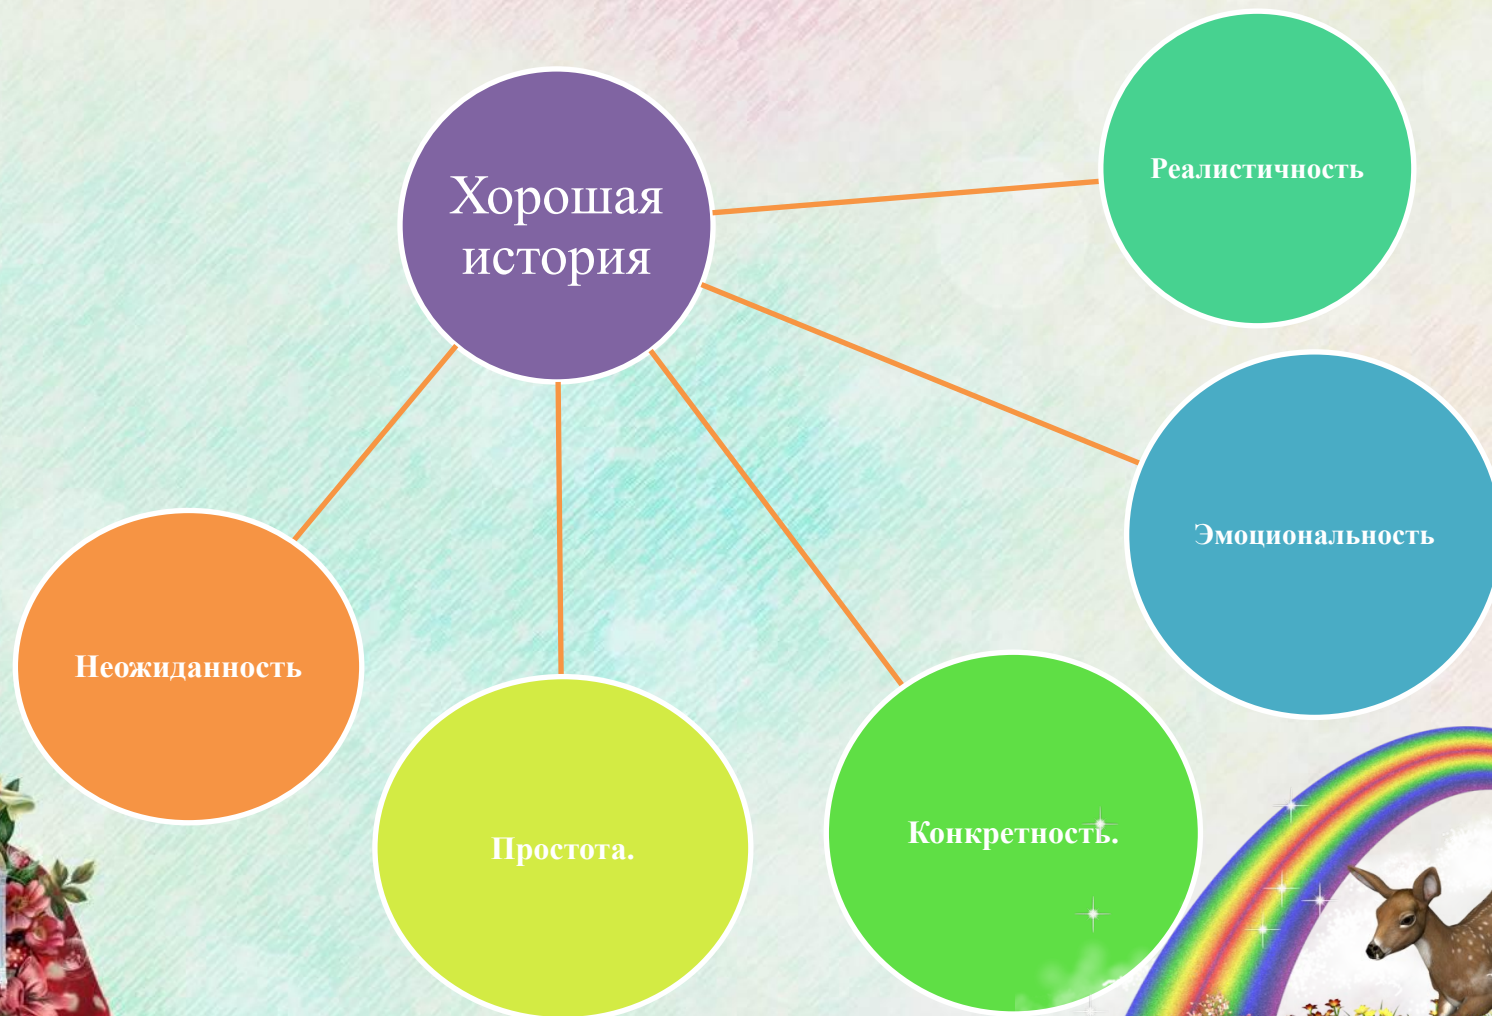 Хорошая
история
Реалистичность
Эмоциональность
Неожиданность
Простота.
Конкретность.